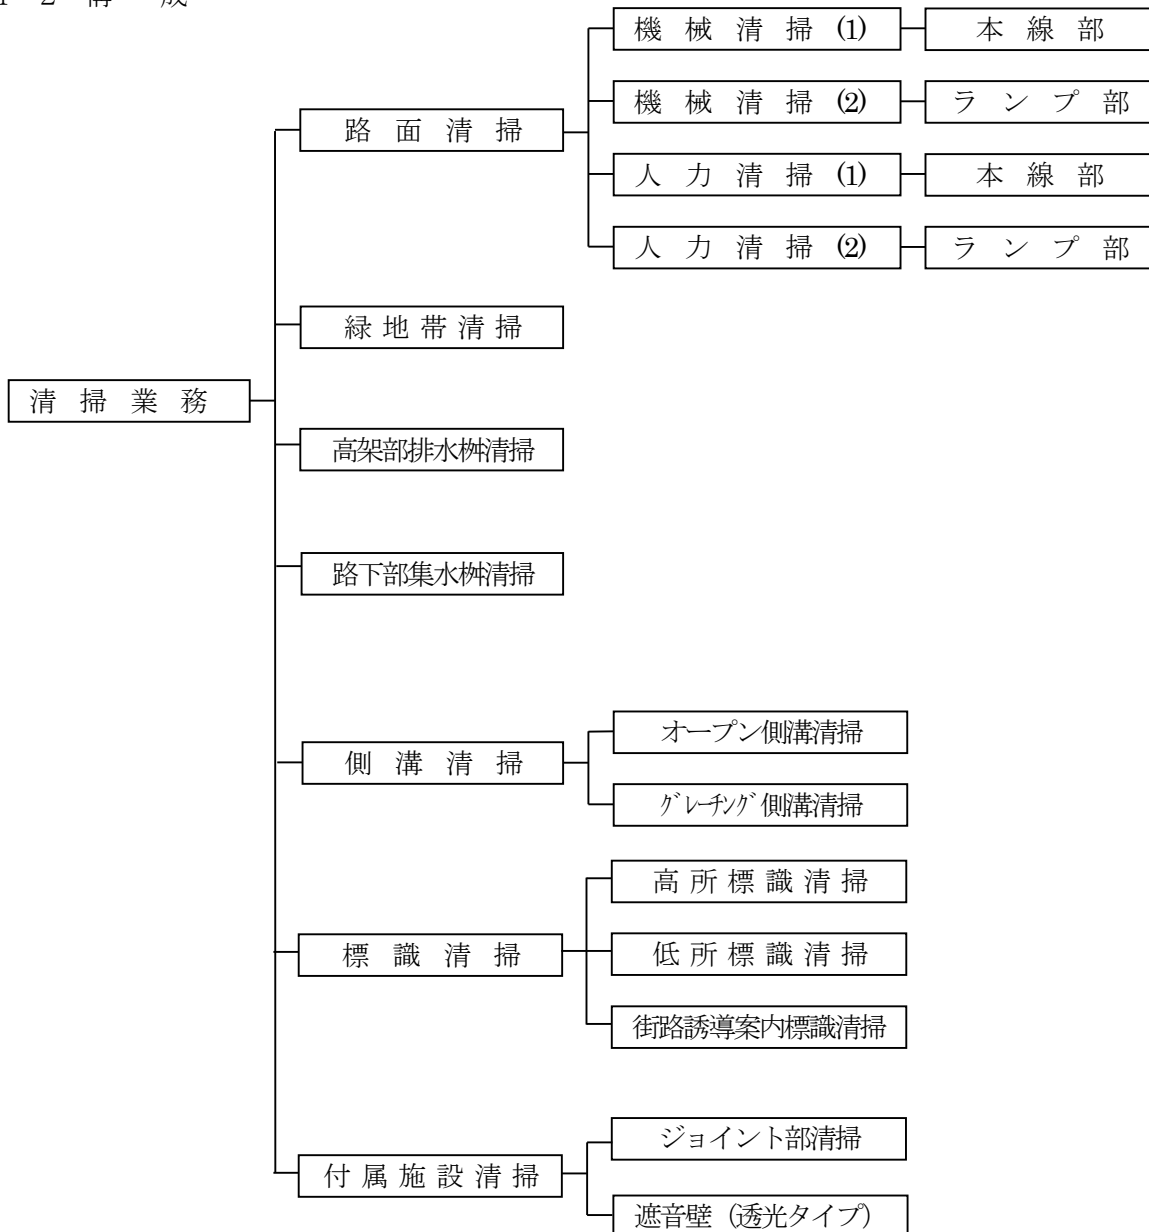 1－2 構　成
機械清掃(1) 本線部
機械清掃(2) ランプ部
路面清掃
人力清掃(1) 本線部
人力清掃(2) ランプ部
緑地帯清掃
清掃業務
高架部排水桝清掃
路下部集水桝清掃
オープン側溝清掃
側溝清掃
ｸﾞﾚｰﾁﾝｸﾞ側溝清掃
高所標識清掃
標識清掃
低所標識清掃
街路誘導案内標識清掃
ジョイント部清掃
付属施設清掃
遮音壁（透光タイプ）